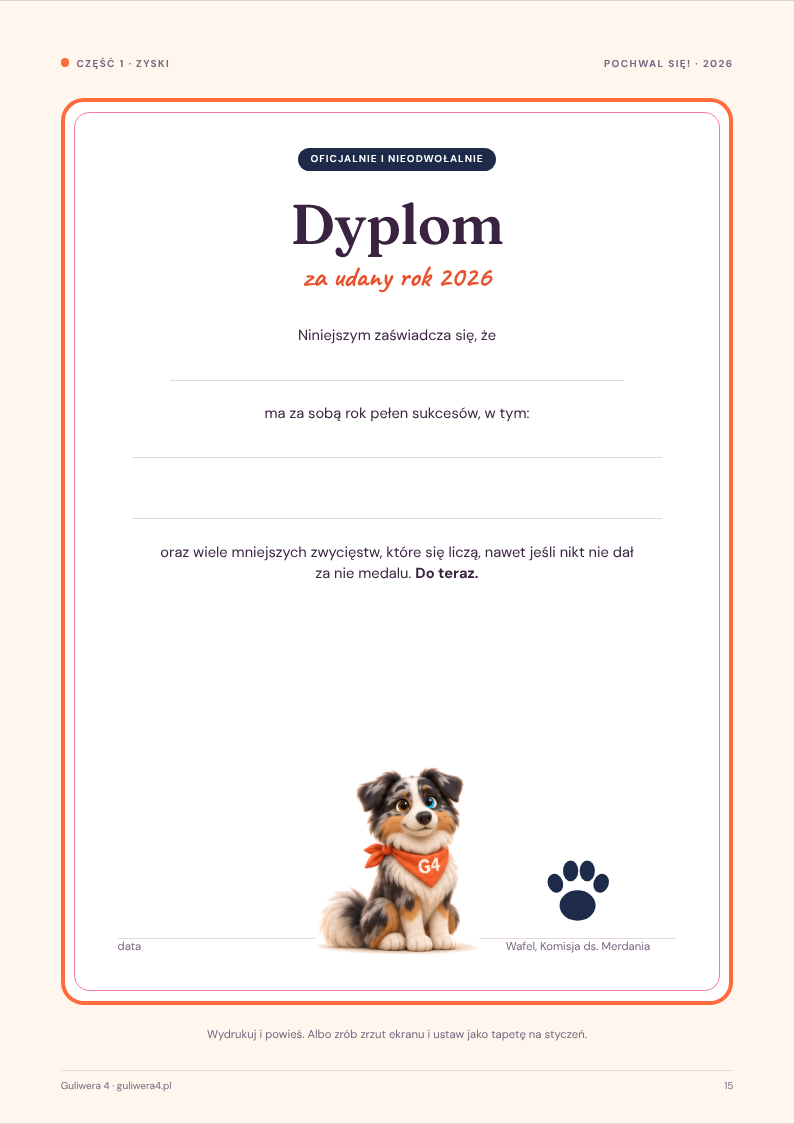 CZĘŚĆ 1 · ZYSKI
POCHWAL SIĘ! · 2026
OFICJALNIE I NIEODWOŁALNIE
Dyplom
za udany rok 2026
Niniejszym zaświadcza się, że
ma za sobą rok pełen sukcesów, w tym:
oraz wiele mniejszych zwycięstw, które się liczą, nawet jeśli nikt nie dał
za nie medalu. Do teraz.
G4
data
Wafel, Komisja ds. Merdania
Wydrukuj i powieś. Albo zrób zrzut ekranu i ustaw jako tapetę na styczeń.
Guliwera 4 · guliwera4.pl
15